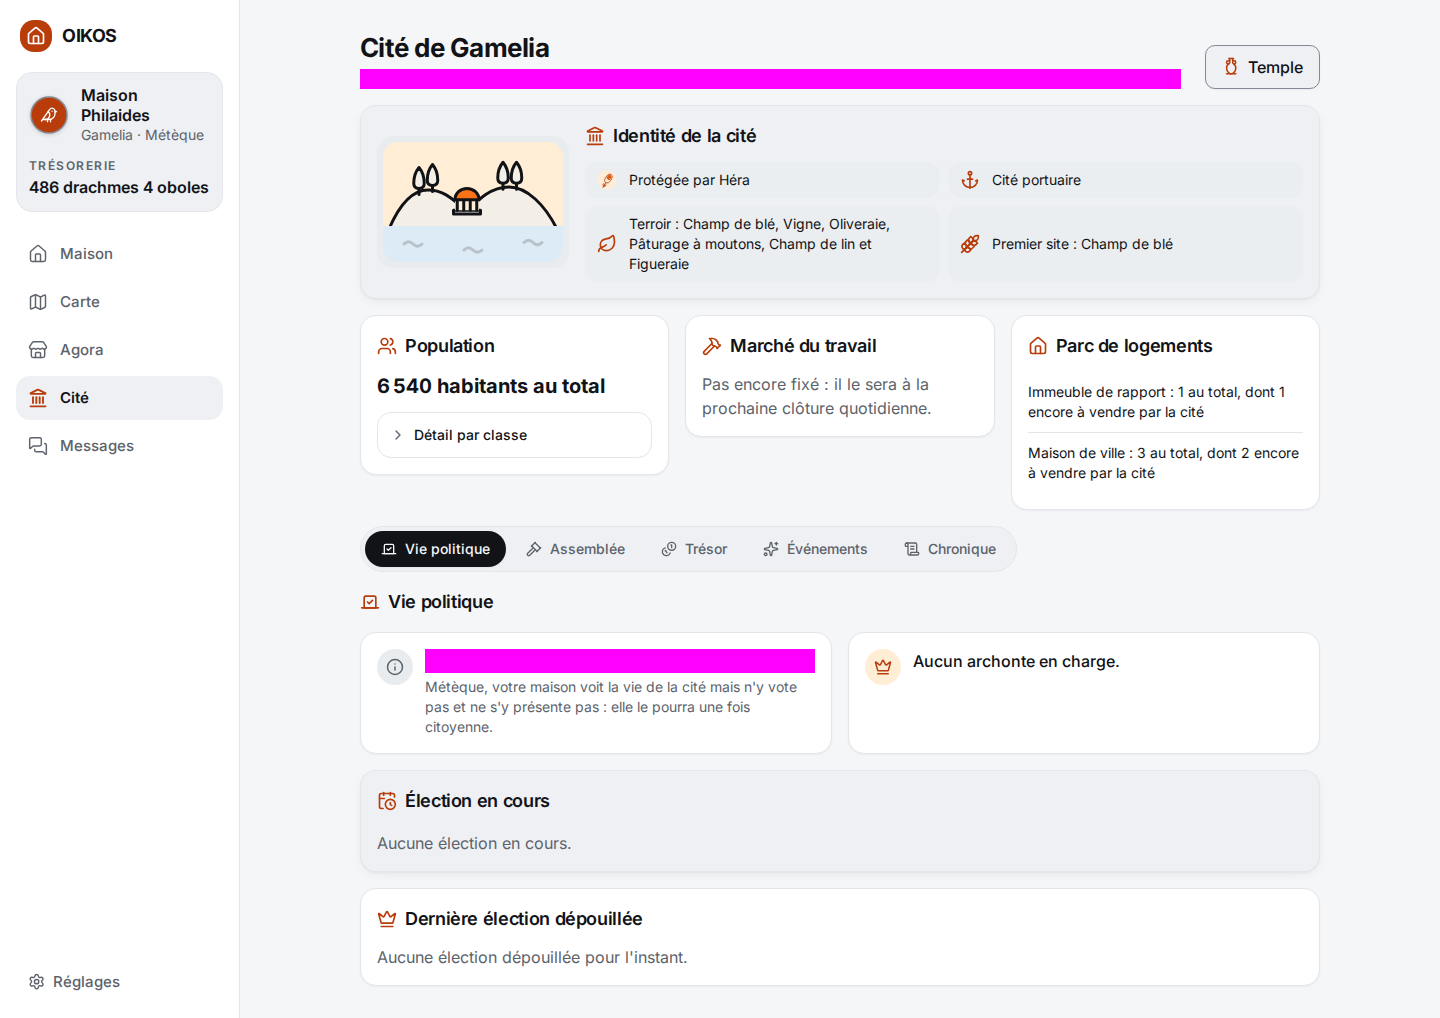 OIKOS
Maison
Philaides
Gamelia · Métèque
TRÉSORERIE
486 drachmes 4 oboles
Maison
Carte
Agora
Cité
Messages
Réglages
Cité de Gamelia
Temple
Identité de la cité
Protégée par Héra
Cité portuaire
Terroir : Champ de blé, Vigne, Oliveraie,
Pâturage à moutons, Champ de lin et
Figueraie
Premier site : Champ de blé
Population
6 540 habitants au total
Détail par classe
Marché du travail
Pas encore fixé : il le sera à la
prochaine clôture quotidienne.
Parc de logements
Immeuble de rapport : 1 au total, dont 1
encore à vendre par la cité
Maison de ville : 3 au total, dont 2 encore
à vendre par la cité
Vie politique
Assemblée
Trésor
Événements
Chronique
Vie politique
Métèque, votre maison voit la vie de la cité mais n'y vote
pas et ne s'y présente pas : elle le pourra une fois
citoyenne.
Aucun archonte en charge.
Élection en cours
Aucune élection en cours.
Dernière élection dépouillée
Aucune élection dépouillée pour l'instant.